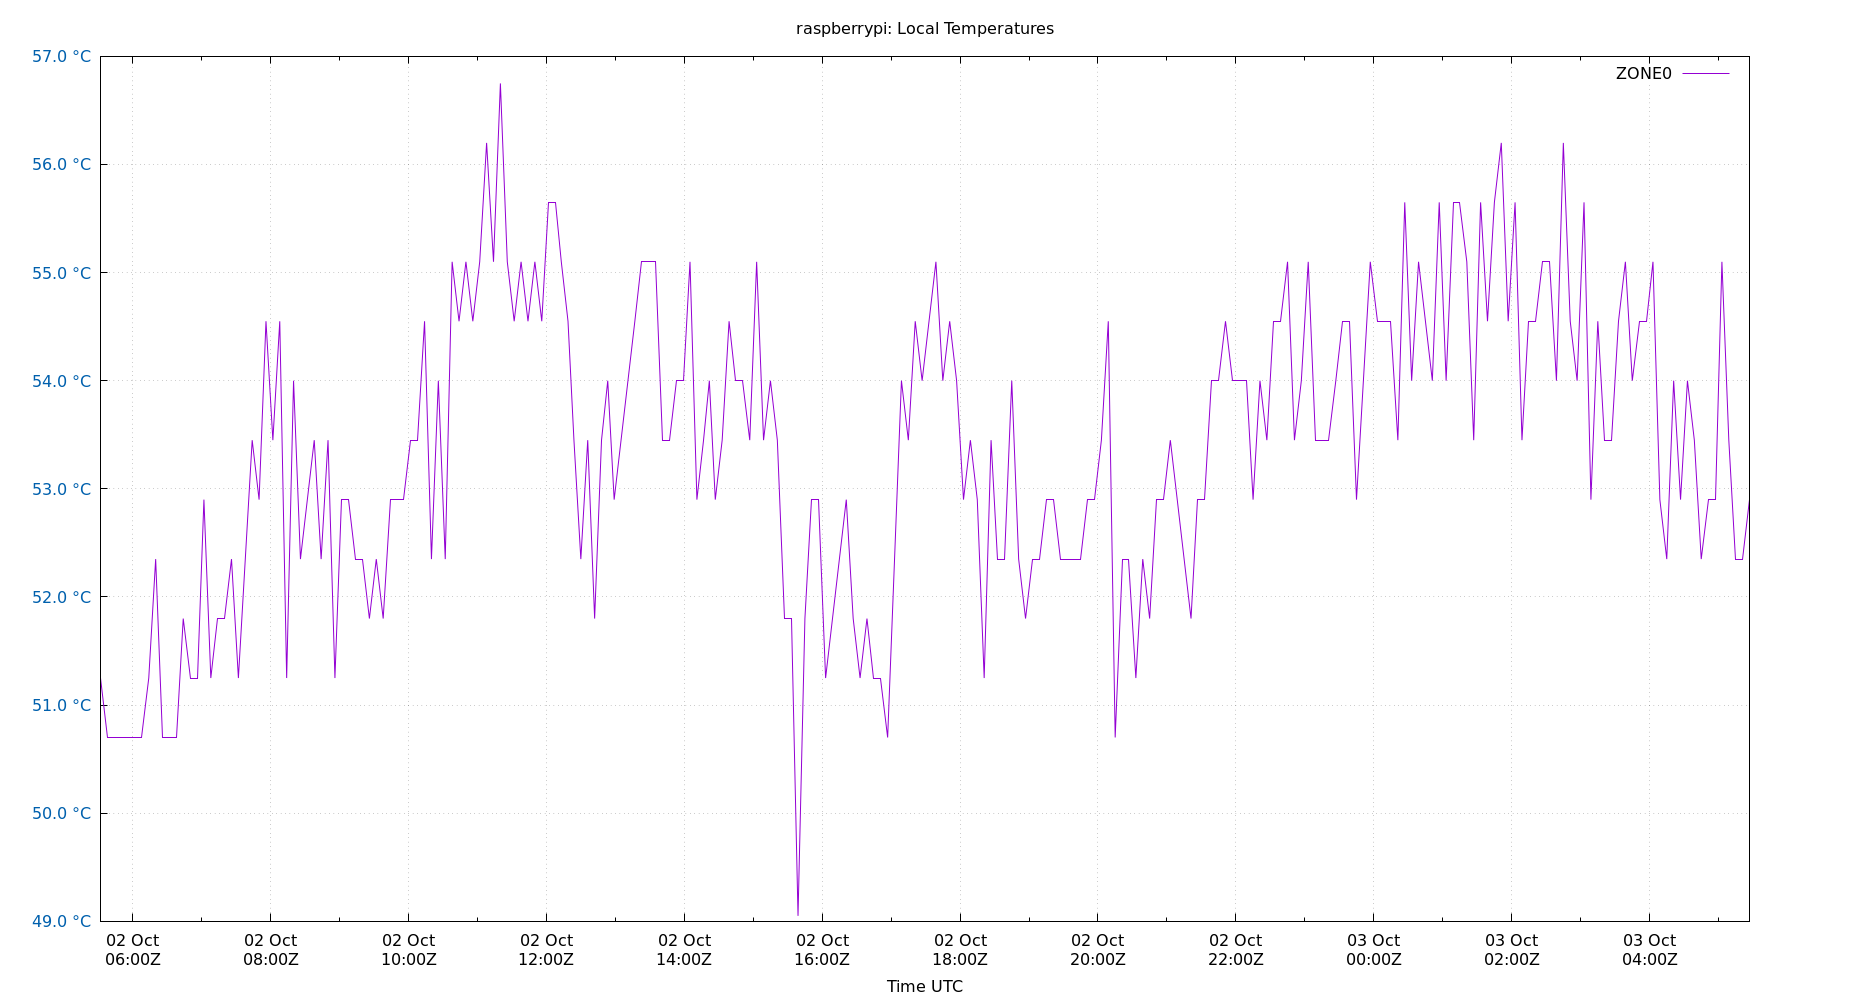 raspberrypi: Local Temperatures
57.0 °C
ZONE0
56.0 °C
55.0 °C
54.0 °C
53.0 °C
52.0 °C
51.0 °C
50.0 °C
49.0 °C
02 Oct 02 Oct 02 Oct 02 Oct 02 Oct 02 Oct 02 Oct 02 Oct 02 Oct 03 Oct 03 Oct 03 Oct
06:00Z 08:00Z 10:00Z 12:00Z 14:00Z 16:00Z 18:00Z 20:00Z 22:00Z 00:00Z 02:00Z 04:00Z
Time UTC